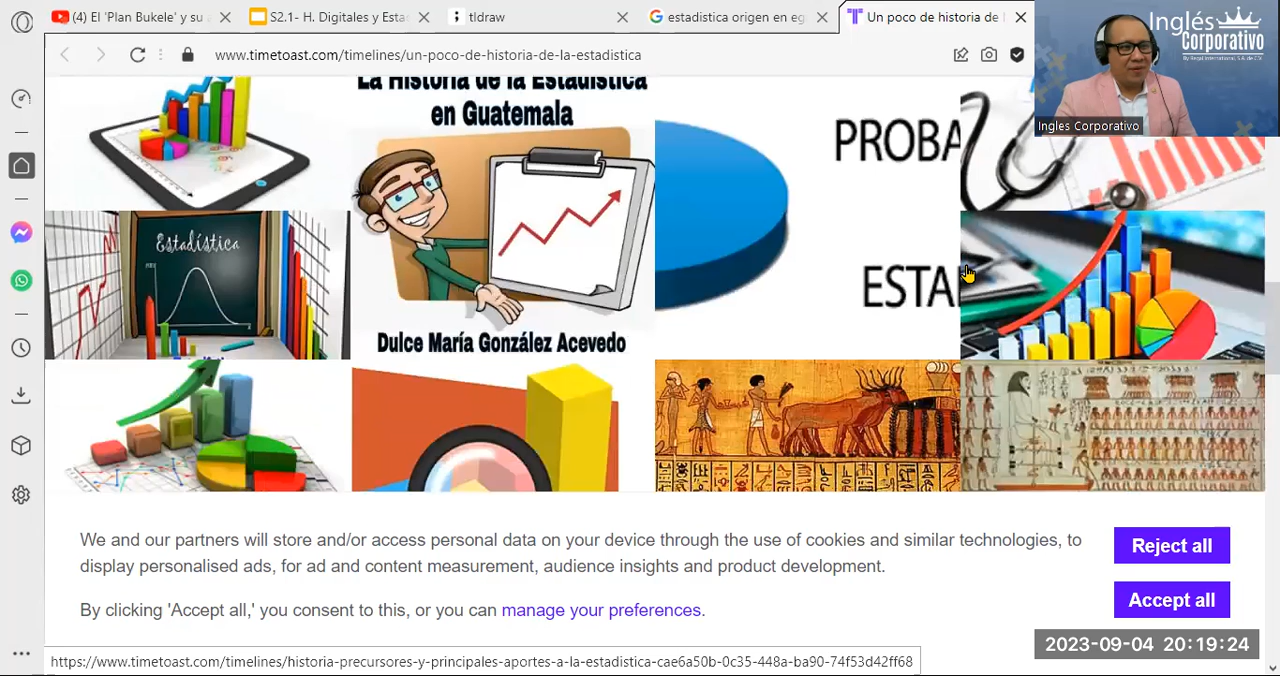 (4) El 'Plan Bukele' y su
S2.1- H. Digitales y Esta
tldraw
estadistica origen en eg
Un poco de historia de
www.timetoast.com/timelines/un-poco-de-historia-de-la-estadistica
Inglés
Corporativo
By Regal International, S.A. de C.V.
Ingles Corporativo
La Historia de la Estadística
en Guatemala
PROBA
Estadística
ESTA
Dulce María González Acevedo
We and our partners will store and/or access personal data on your device through the use of cookies and similar technologies, to
display personalised ads, for ad and content measurement, audience insights and product development.
Reject all
By clicking 'Accept all,' you consent to this, or you can manage your preferences.
Accept all
2023-09-04 20:19:24
https://www.timetoast.com/timelines/historia-precursores-y-principales-aportes-a-la-estadistica-cae6a50b-0c35-448a-ba90-74f53d42ff68